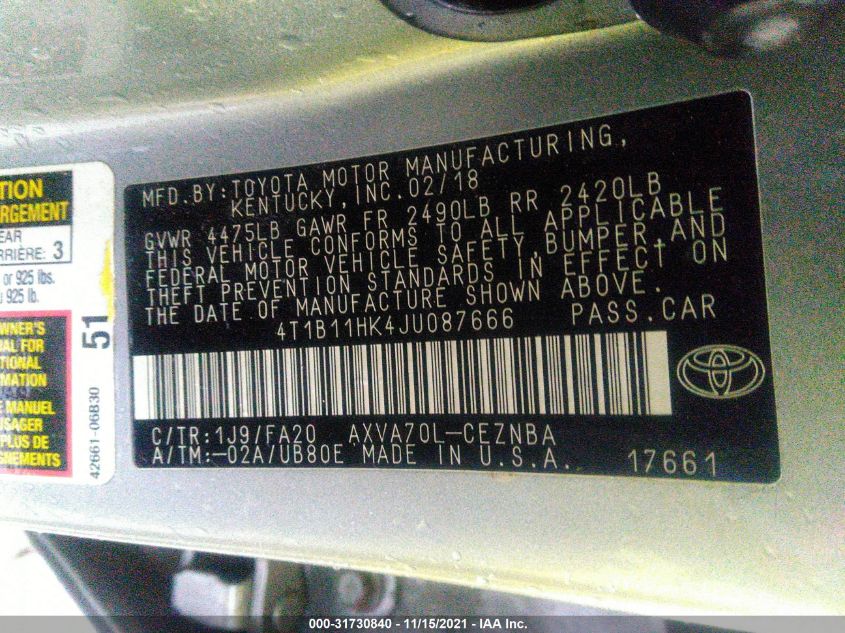 MFD.BY:TOYOTA MOTOR MANUFACTURING,
KENTUCKY,INC.02/18
GVWR 4475LB GAWR FR 2490LB RR 2420LB
THIS VEHICLE CONFORMS TO ALL APPLICABLE
FEDERAL MOTOR VEHICLE SAFETY,BUMPER,AND
THEFT PREVENTION STANDARDS IN EFFECT ON
THE DATE OF MANUFACTURE SHOWN ABOVE.
4T1B11HK4JU087666 PASS.CAR
C/TR:1J9/FA20 AXVA70L-CEZNBA
A/TM:-02A/UB80E MADE IN U.S.A. 17661
TION
RGEMENT
EAR
RRIÈRE: 3
or 925 lbs.
u 925 lb.
WNER'S
FOR
TIONAL
RMATION
E MANUEL
PLUS DE
GNEMENTS
51
42661-06B30
000-31730840 - 11/15/2021 - IAA Inc.